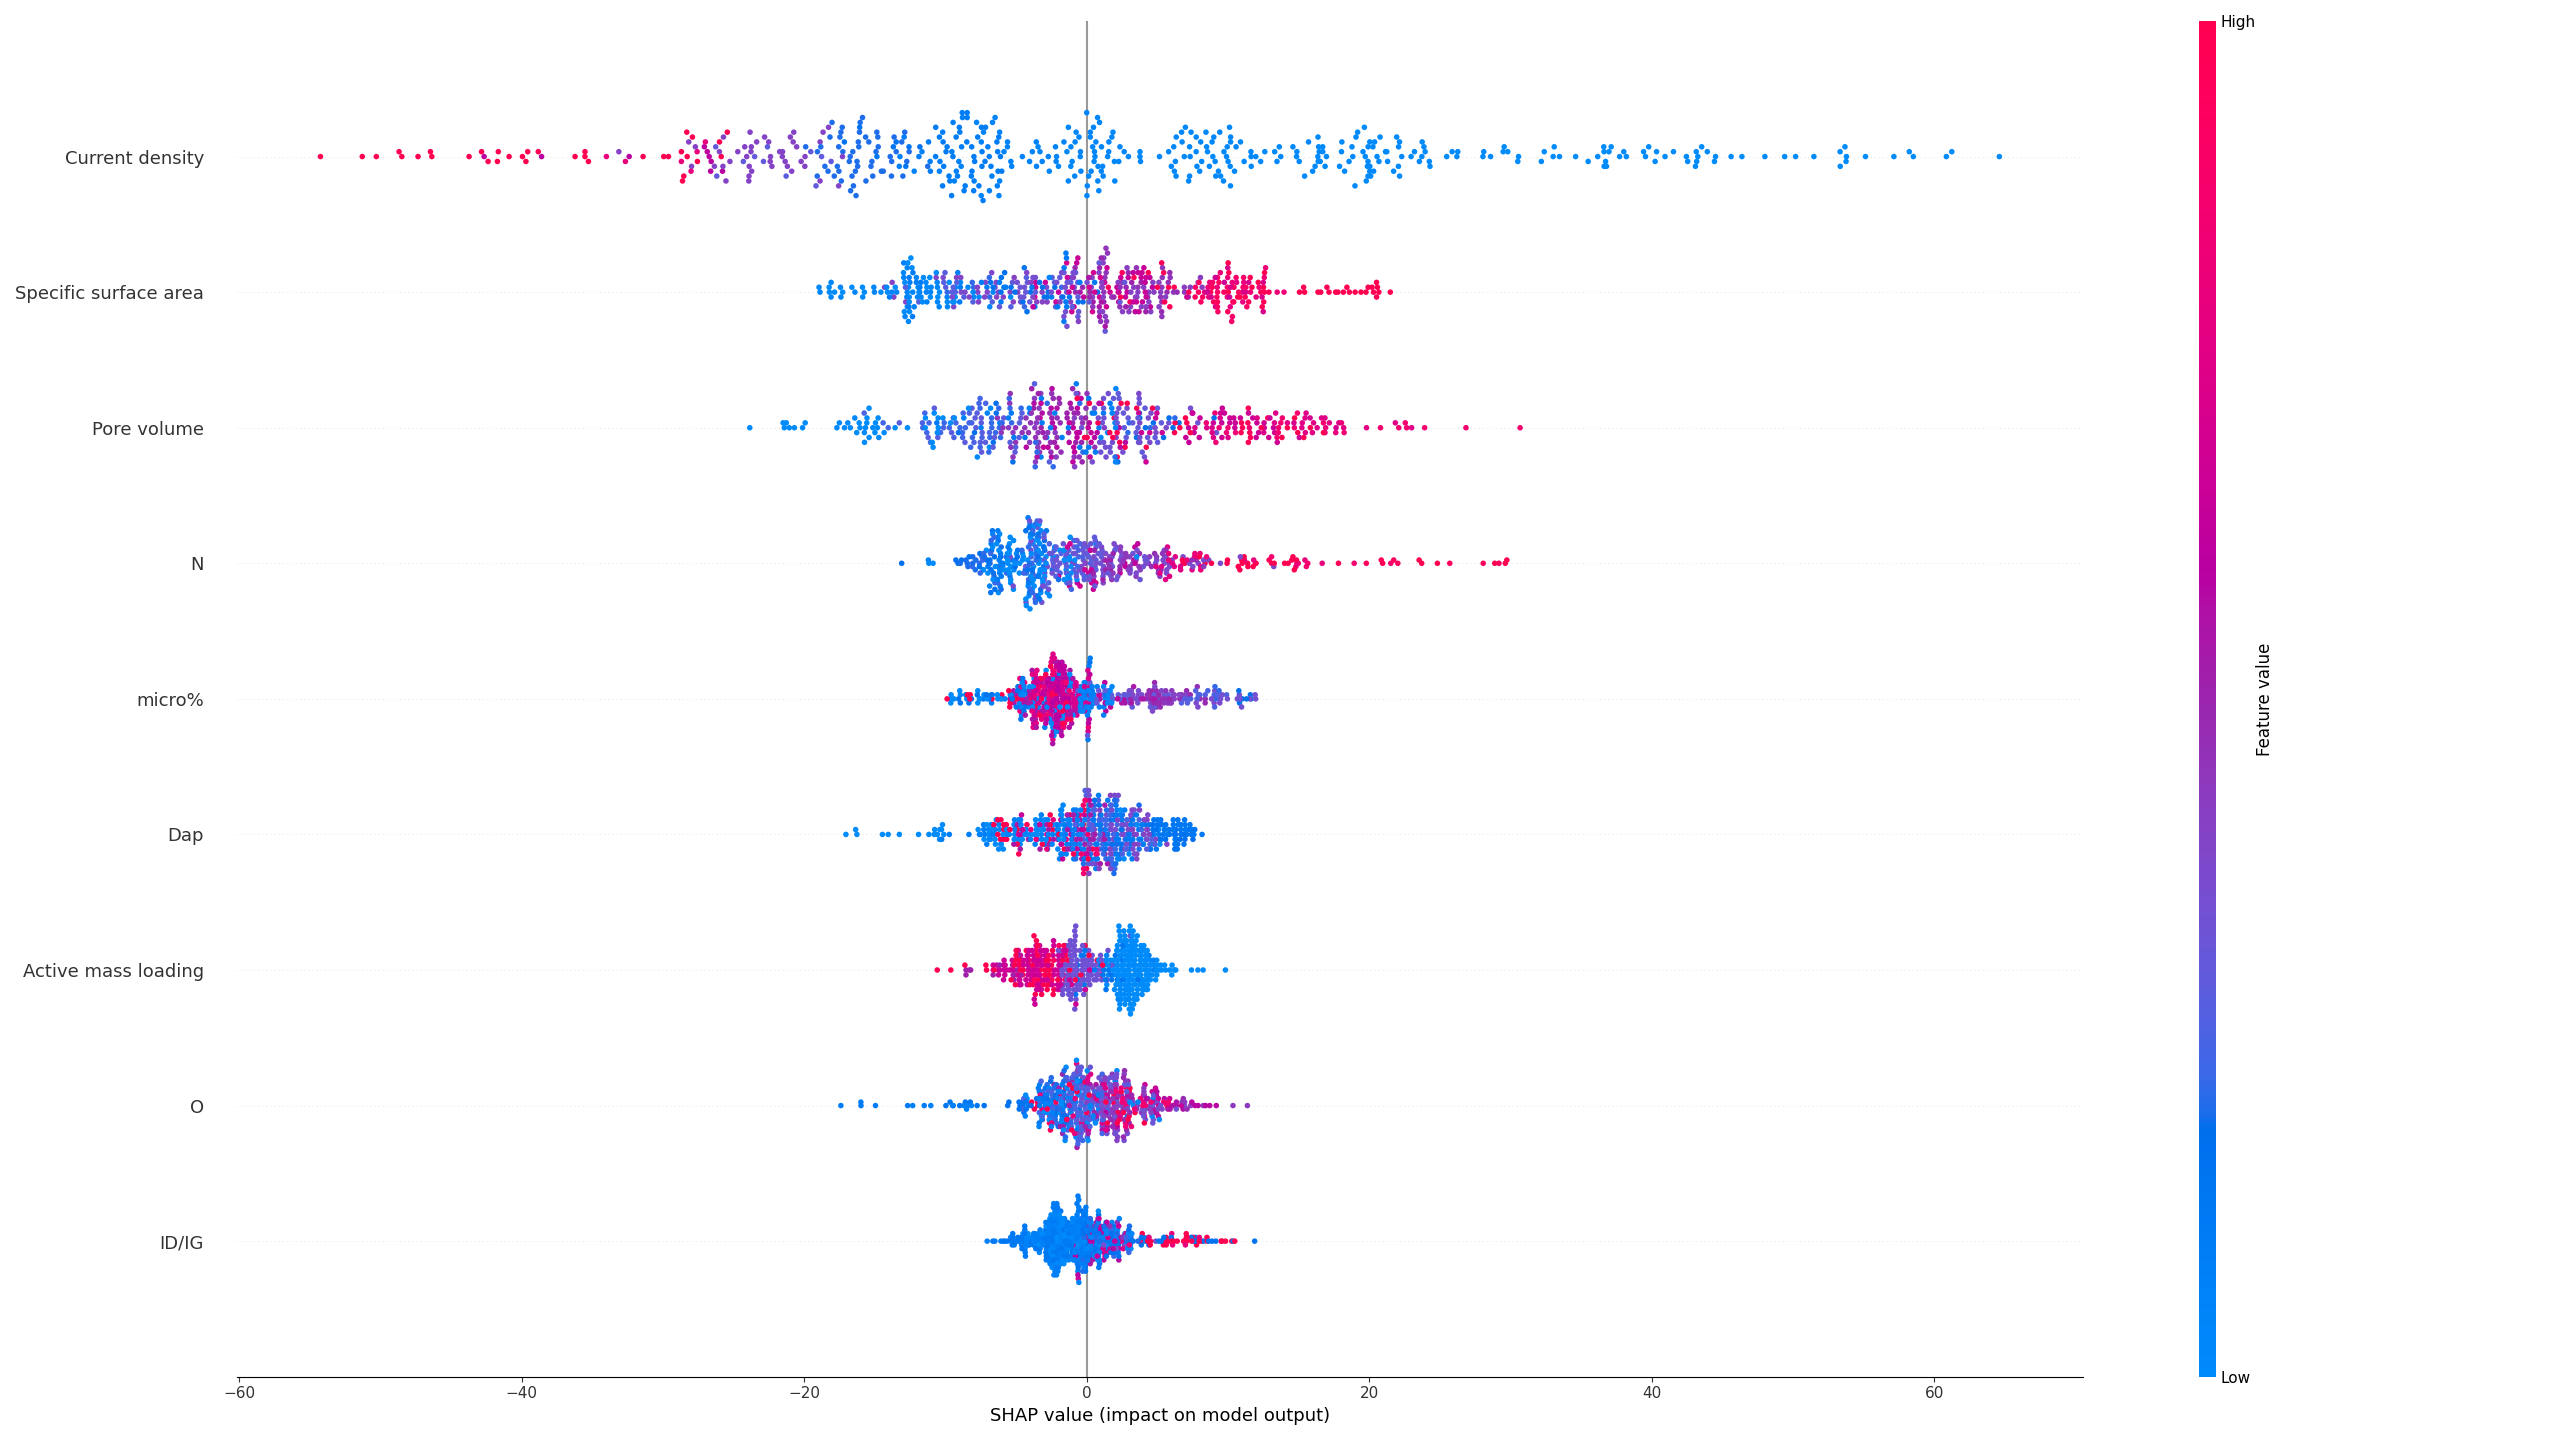 High
Current density
Specific surface area
Pore volume
N
micro%
Dap
Active mass loading
O
ID/IG
Feature value
Low
−60 −40 −20 0 20 40 60
SHAP value (impact on model output)